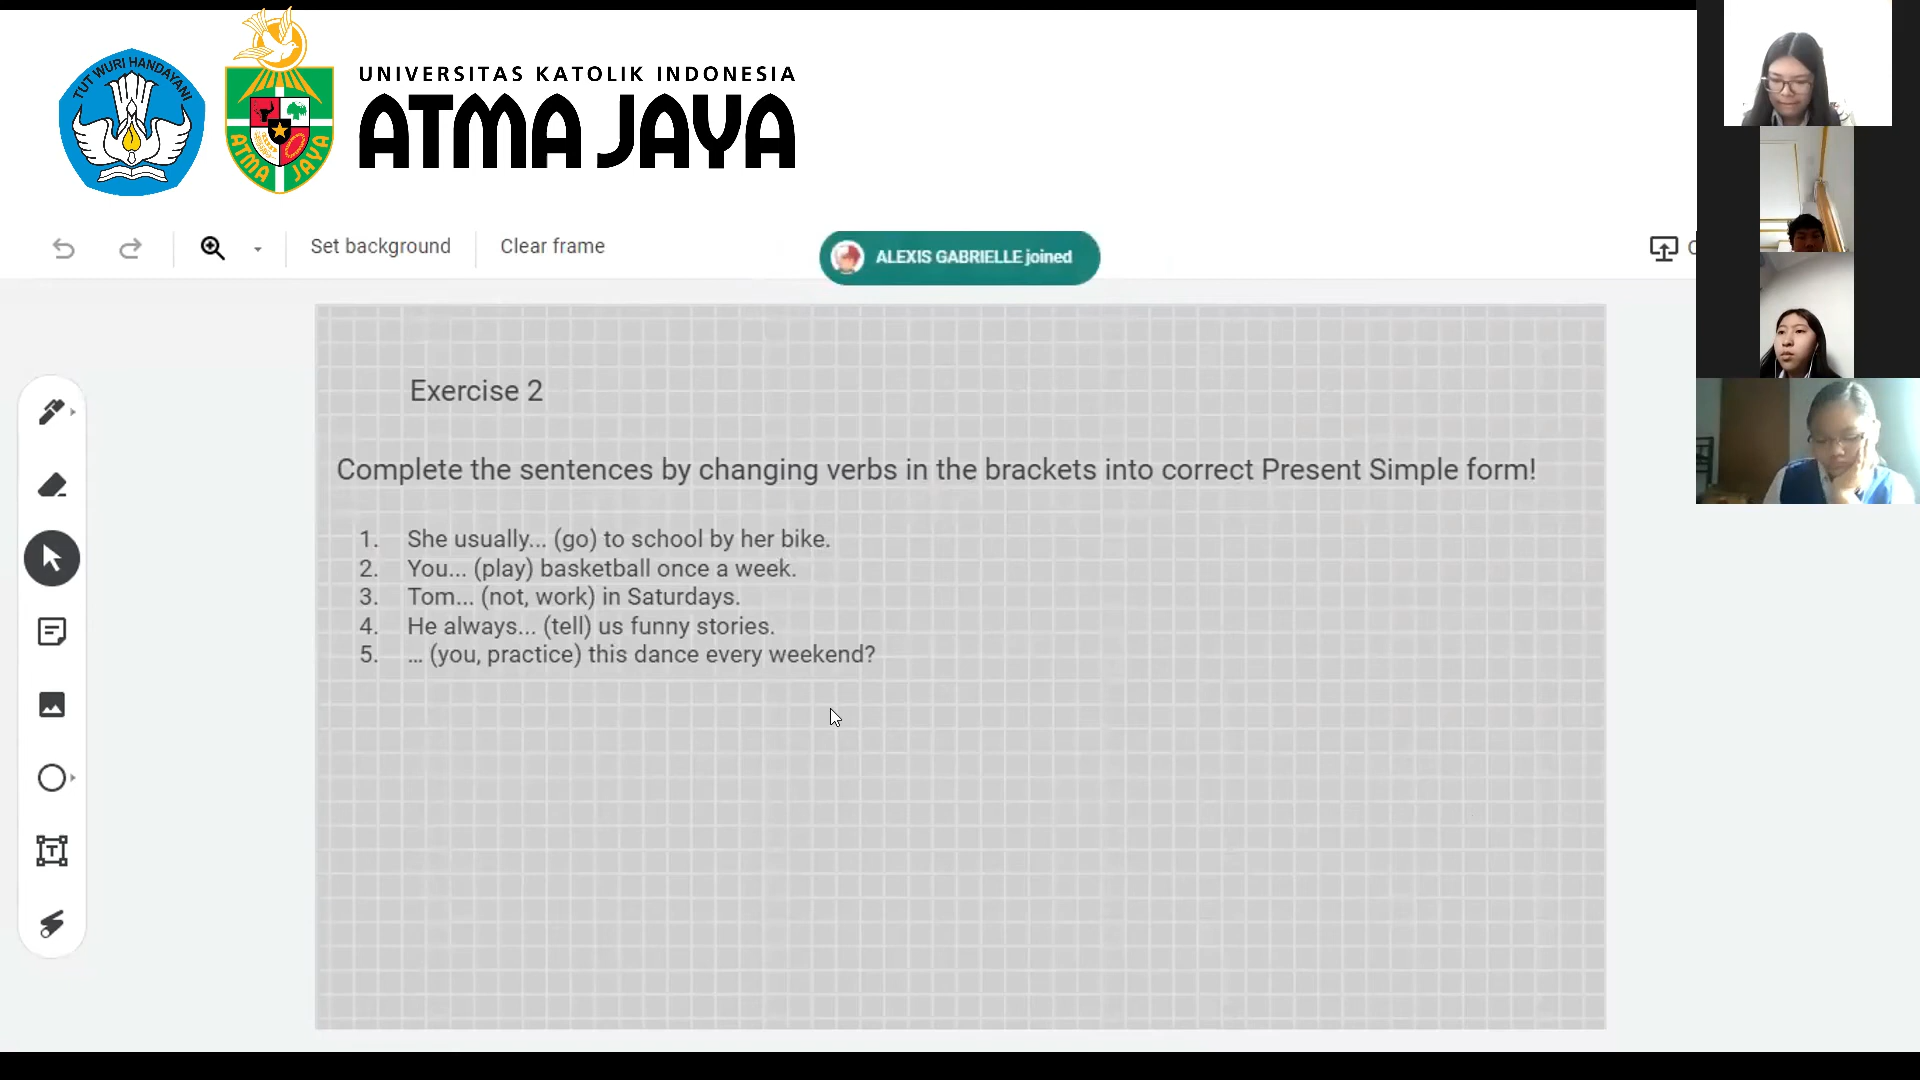 TUT WURI HANDAYANI
ATMA JAYA
UNIVERSITAS KATOLIK INDONESIA
ATMA JAYA
Set background
Clear frame
ALEXIS GABRIELLE joined
Exercise 2
Complete the sentences by changing verbs in the brackets into correct Present Simple form!
1. She usually... (go) to school by her bike.
2. You... (play) basketball once a week.
3. Tom... (not, work) in Saturdays.
4. He always... (tell) us funny stories.
5. ... (you, practice) this dance every weekend?